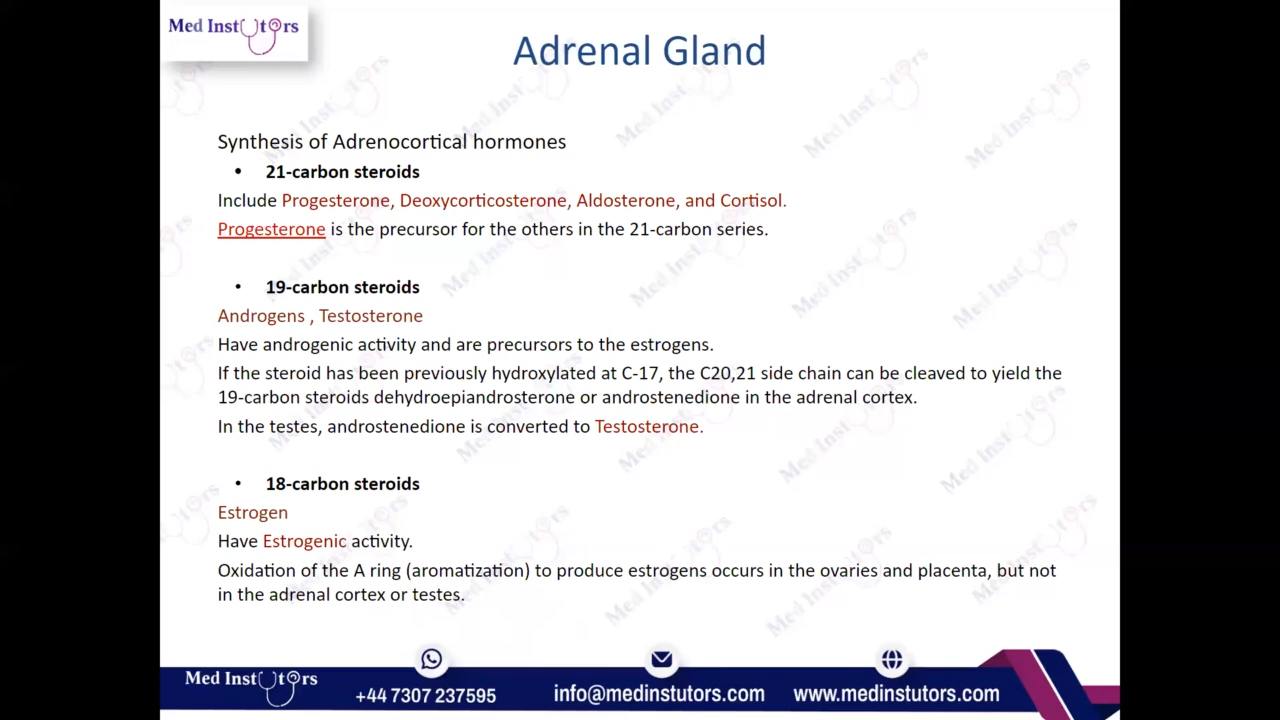 Med Instutors
Adrenal Gland
Synthesis of Adrenocortical hormones
• 21-carbon steroids
Include Progesterone, Deoxycorticosterone, Aldosterone, and Cortisol.
Progesterone is the precursor for the others in the 21-carbon series.
• 19-carbon steroids
Androgens , Testosterone
Have androgenic activity and are precursors to the estrogens.
If the steroid has been previously hydroxylated at C-17, the C20,21 side chain can be cleaved to yield the
19-carbon steroids dehydroepiandrosterone or androstenedione in the adrenal cortex.
In the testes, androstenedione is converted to Testosterone.
• 18-carbon steroids
Estrogen
Have Estrogenic activity.
Oxidation of the A ring (aromatization) to produce estrogens occurs in the ovaries and placenta, but not
in the adrenal cortex or testes.
Med Instutors
+44 7307 237595
info@medinstutors.com
www.medinstutors.com